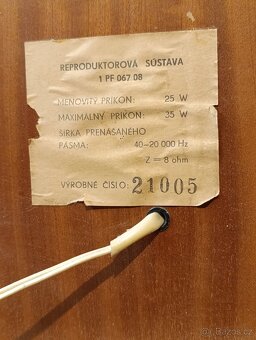 REPRODUKTOROVÁ SÚSTAVA
1 PF 067 08
MENOVITÝ PRÍKON: 25 W
MAXIMÁLNY PRÍKON: 35 W
ŠÍRKA PRENÁŠANÉHO
PÁSMA: 40–20 000 Hz
Z = 8 ohm
VÝROBNÉ ČÍSLO: 21005